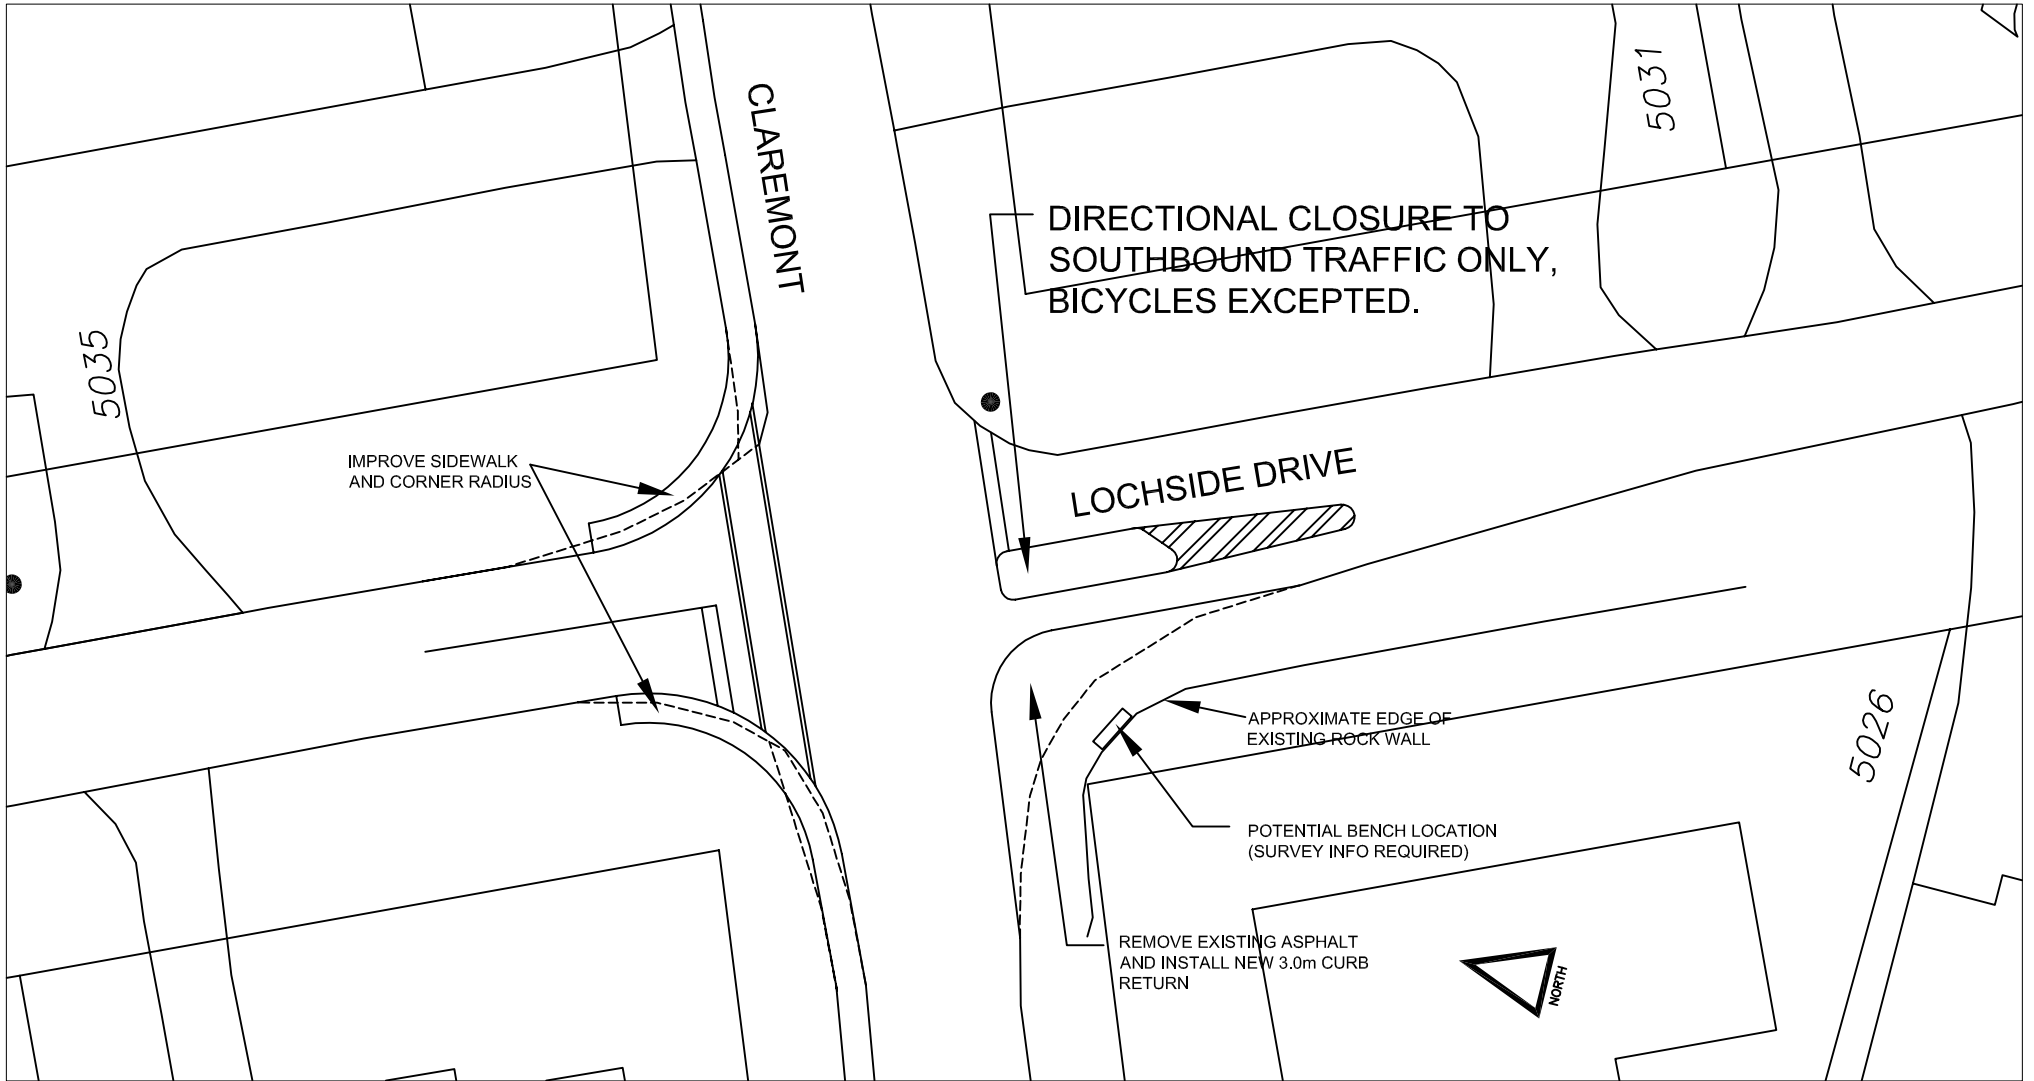 CLAREMONT
5031
DIRECTIONAL CLOSURE TO
SOUTHBOUND TRAFFIC ONLY,
BICYCLES EXCEPTED.
5035
IMPROVE SIDEWALK
AND CORNER RADIUS
LOCHSIDE DRIVE
APPROXIMATE EDGE OF
EXISTING ROCK WALL
5026
POTENTIAL BENCH LOCATION
(SURVEY INFO REQUIRED)
REMOVE EXISTING ASPHALT
AND INSTALL NEW 3.0m CURB
RETURN
NORTH